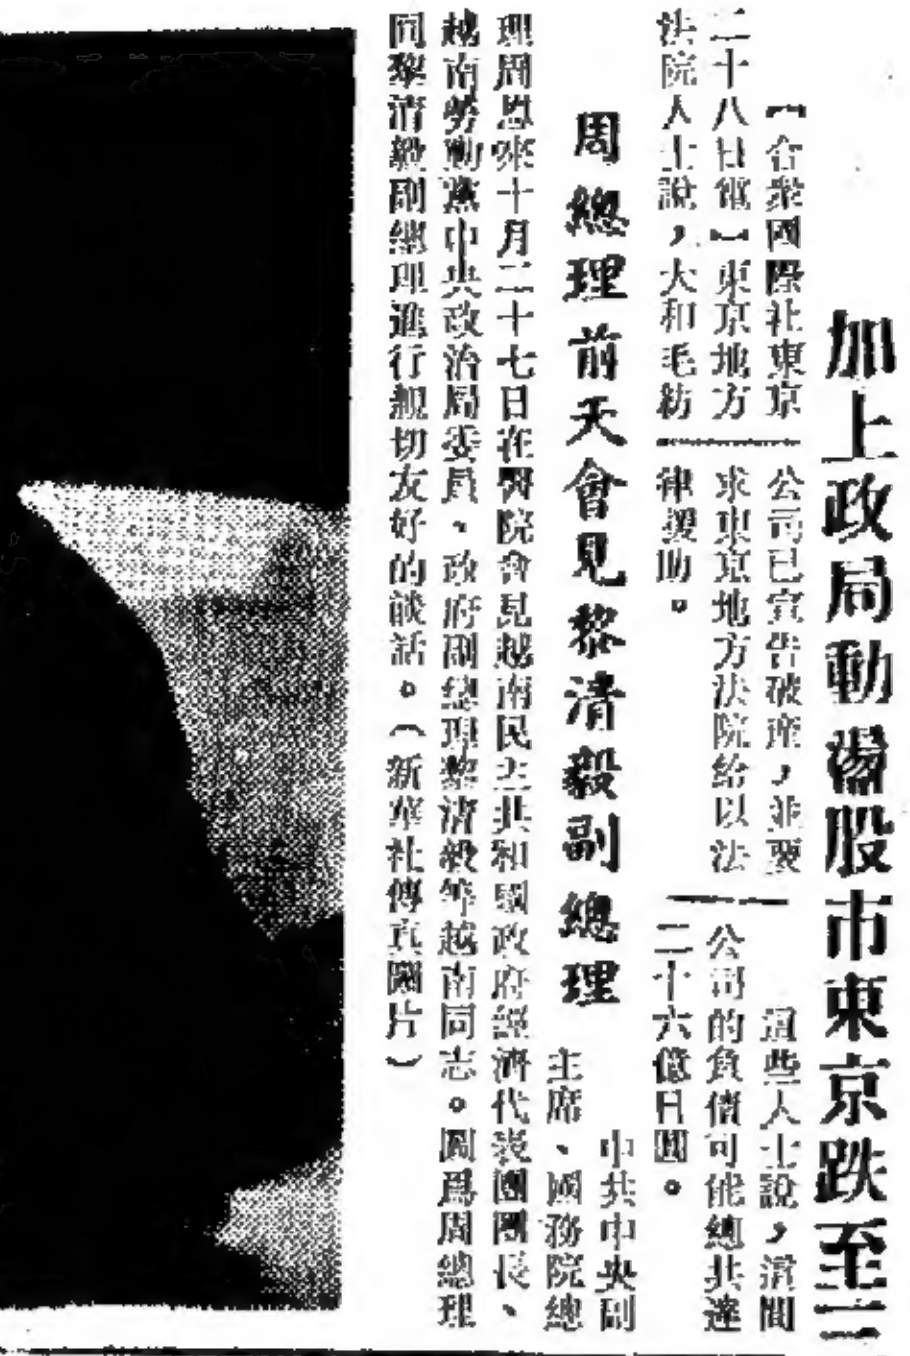 加上政局動盪股市東京跌至二
【合衆國際社東京
二十八日電】東京地方
法院人士說，大和毛紡
公司已宣告破產，並要
求東京地方法院給以法
律援助。
這些人士說，這間
公司的負債可能總共達
二十六億日圓。
周總理前天會見黎清毅副總理
中共中央副
主席、國務院總
理周恩來十月二十七日在醫院會見越南民主共和國政府經濟代表團團長、
越南勞動黨中央政治局委員、政府副總理黎清毅等越南同志。圖爲周總理
同黎清毅副總理進行親切友好的談話。（新華社傳真圖片）